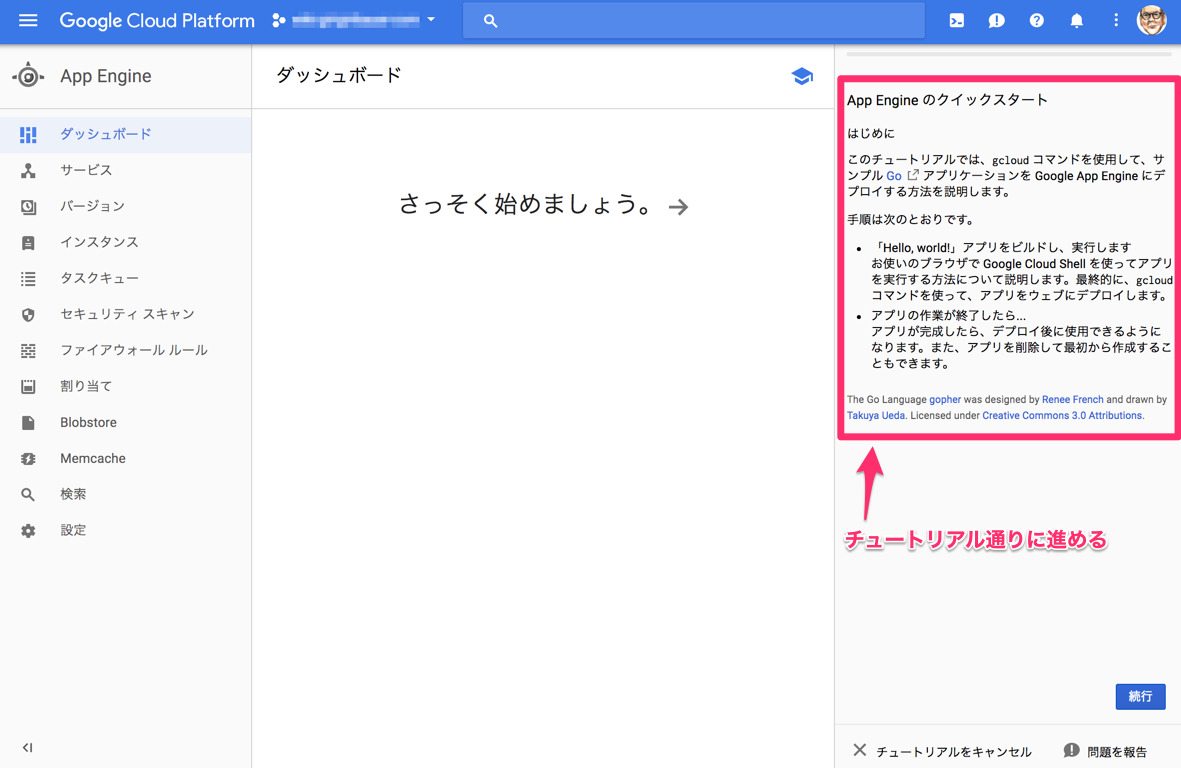 Google Cloud Platform
App Engine
ダッシュボード
サービス
バージョン
インスタンス
タスクキュー
セキュリティ スキャン
ファイアウォール ルール
割り当て
Blobstore
Memcache
検索
設定
ダッシュボード
さっそく始めましょう。
App Engine のクイックスタート
はじめに
このチュートリアルでは、gcloud コマンドを使用して、サ
ンプル Go アプリケーションを Google App Engine にデ
プロイする方法を説明します。
手順は次のとおりです。
• 「Hello, world!」アプリをビルドし、実行します
お使いのブラウザで Google Cloud Shell を使ってアプリ
を実行する方法について説明します。最終的に、gcloud
コマンドを使って、アプリをウェブにデプロイします。
• アプリの作業が終了したら...
アプリが完成したら、デプロイ後に使用できるように
なります。また、アプリを削除して最初から作成するこ
ともできます。
The Go Language gopher was designed by Renee French and drawn by
Takuya Ueda. Licensed under Creative Commons 3.0 Attributions.
チュートリアル通りに進める
続行
チュートリアルをキャンセル
問題を報告